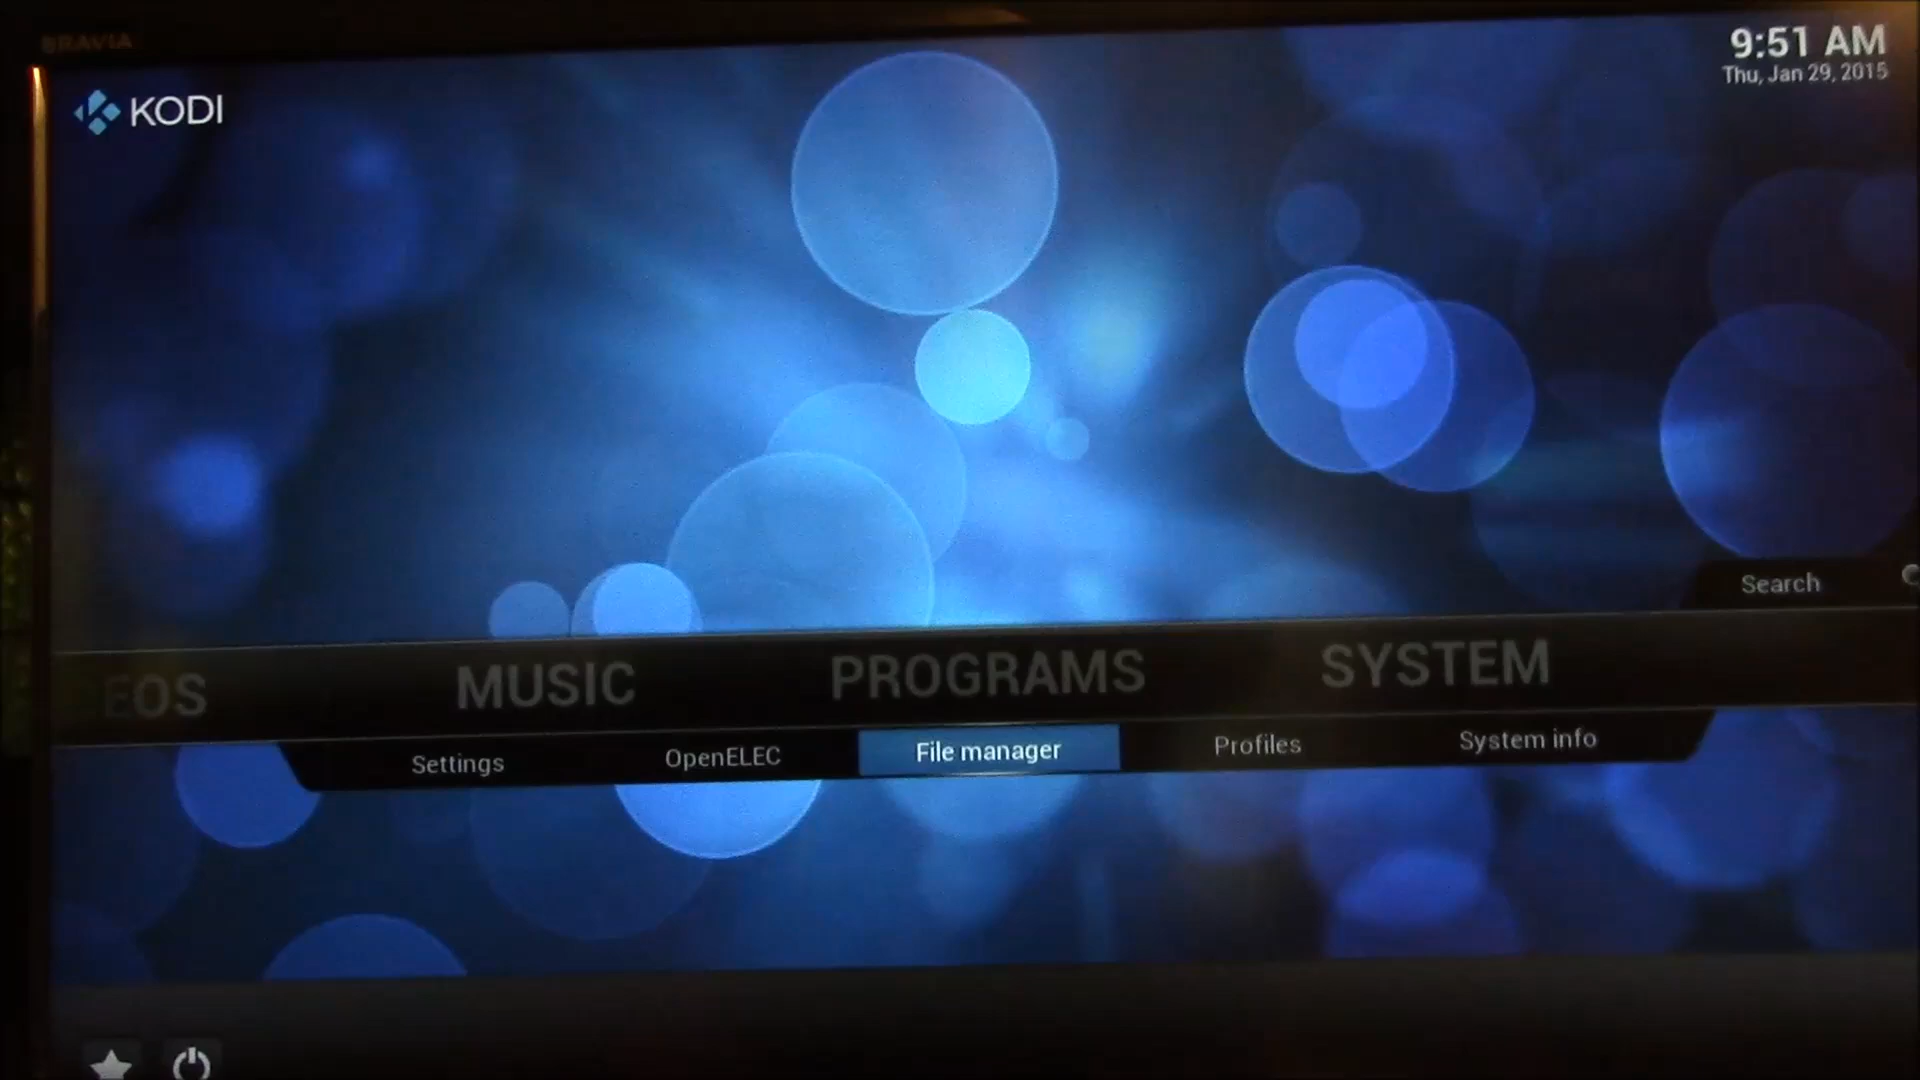 BRAVIA
9:51 AM
Thu, Jan 29, 2015
KODI
Search
EOS MUSIC PROGRAMS SYSTEM
Settings OpenELEC File manager Profiles System info